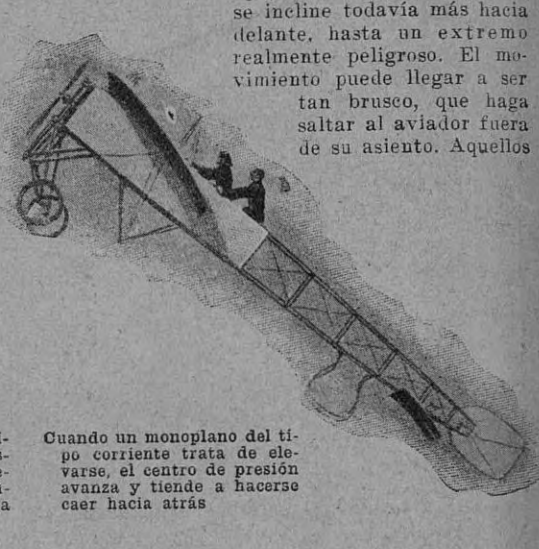 se incline todavía más hacia
delante, hasta un extremo
realmente peligroso. El mo-
vimiento puede llegar a ser
tan brusco, que haga
saltar al aviador fuera
de su asiento. Aquellos
Cuando un monoplano del ti-
po corriente trata de ele-
varse, el centro de presión
avanza y tiende a hacerse
caer hacia atrás